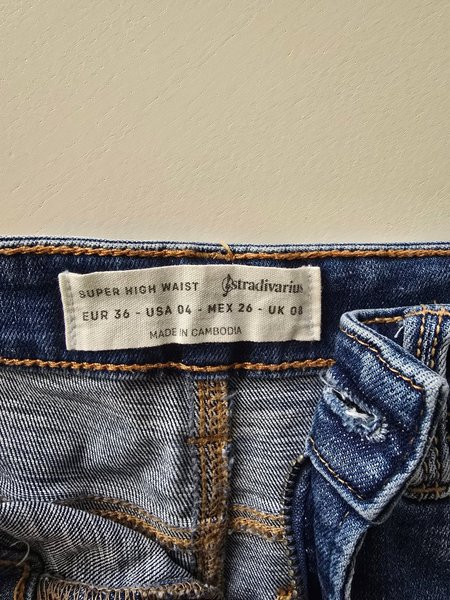 SUPER HIGH WAIST stradivarius
EUR 36 - USA 04 - MEX 26 - UK 08
MADE IN CAMBODIA